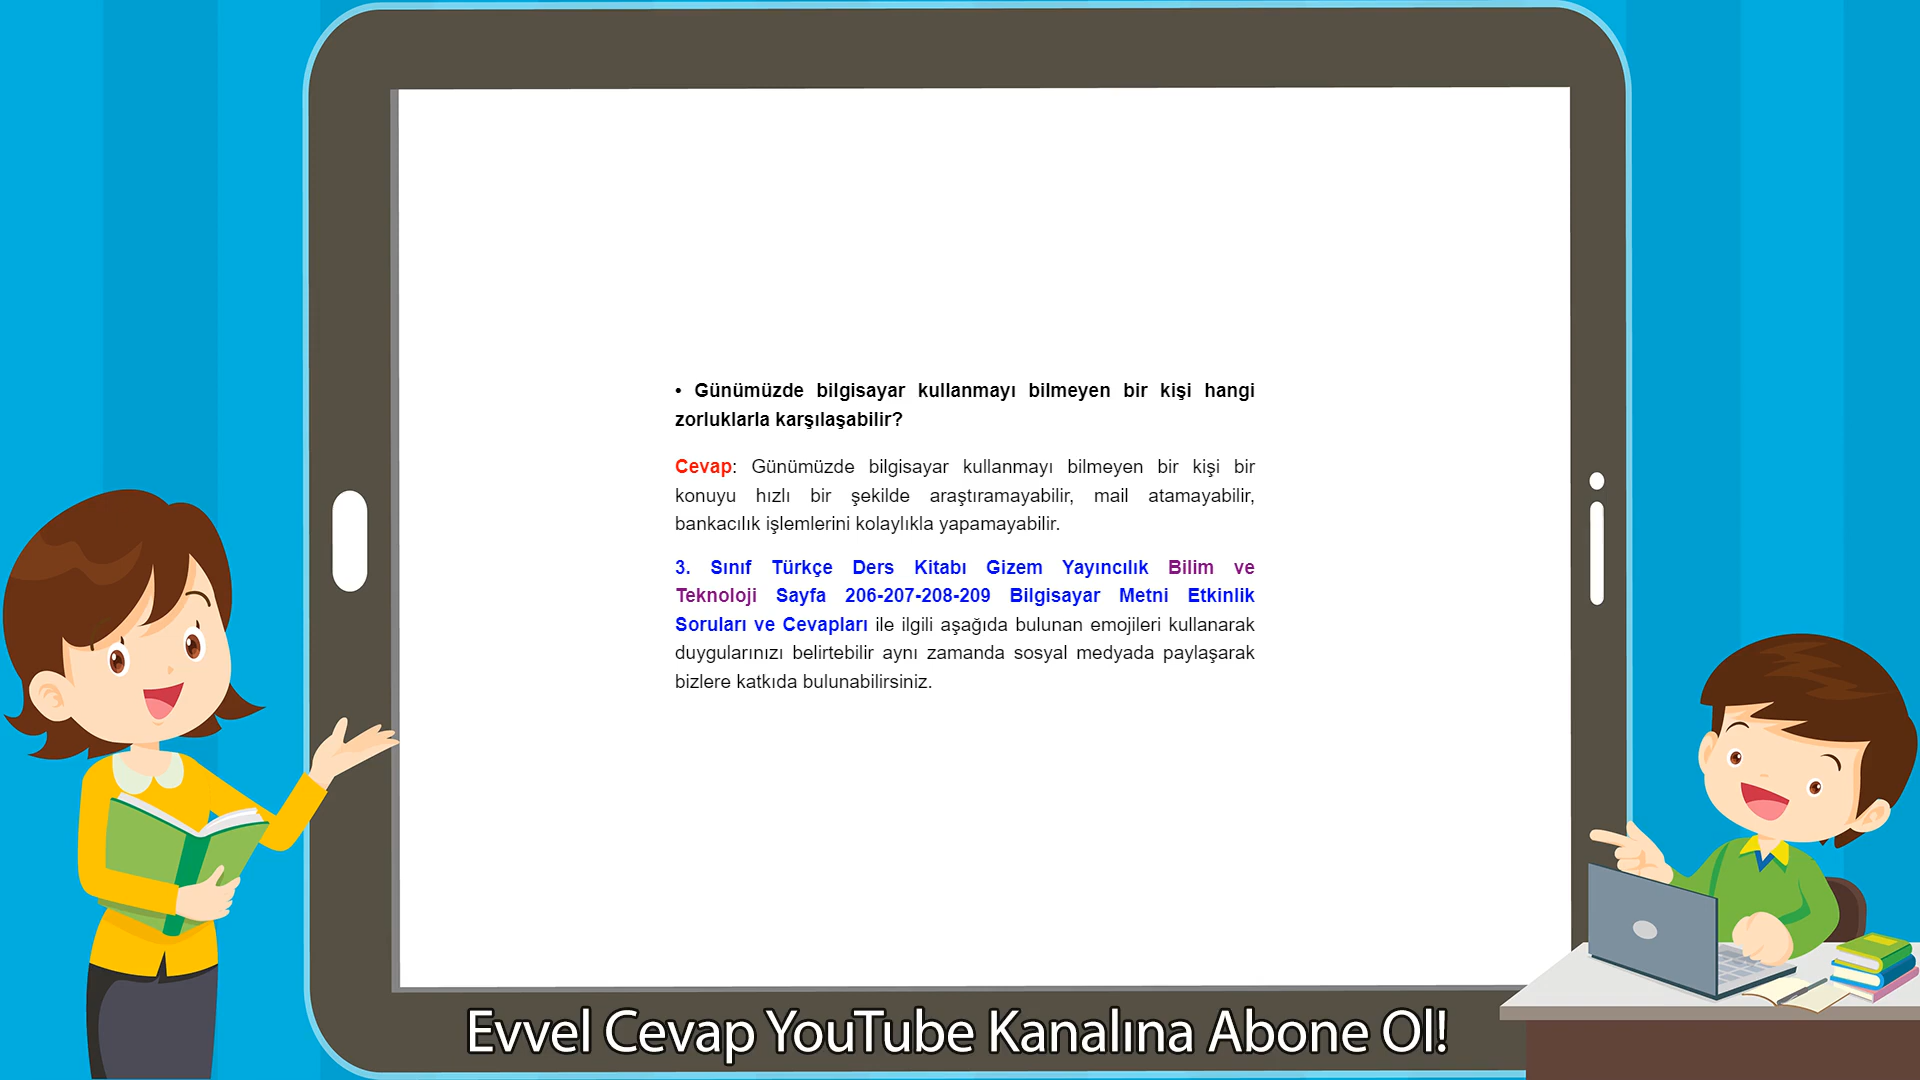 • Günümüzde bilgisayar kullanmayı bilmeyen bir kişi hangi
zorluklarla karşılaşabilir?
Cevap: Günümüzde bilgisayar kullanmayı bilmeyen bir kişi bir
konuyu hızlı bir şekilde araştıramayabilir, mail atamayabilir,
bankacılık işlemlerini kolaylıkla yapamayabilir.
3. Sınıf Türkçe Ders Kitabı Gizem Yayıncılık Bilim ve
Teknoloji Sayfa 206-207-208-209 Bilgisayar Metni Etkinlik
Soruları ve Cevapları ile ilgili aşağıda bulunan emojileri kullanarak
duygularınızı belirtebilir aynı zamanda sosyal medyada paylaşarak
bizlere katkıda bulunabilirsiniz.
Evvel Cevap YouTube Kanalına Abone Ol!